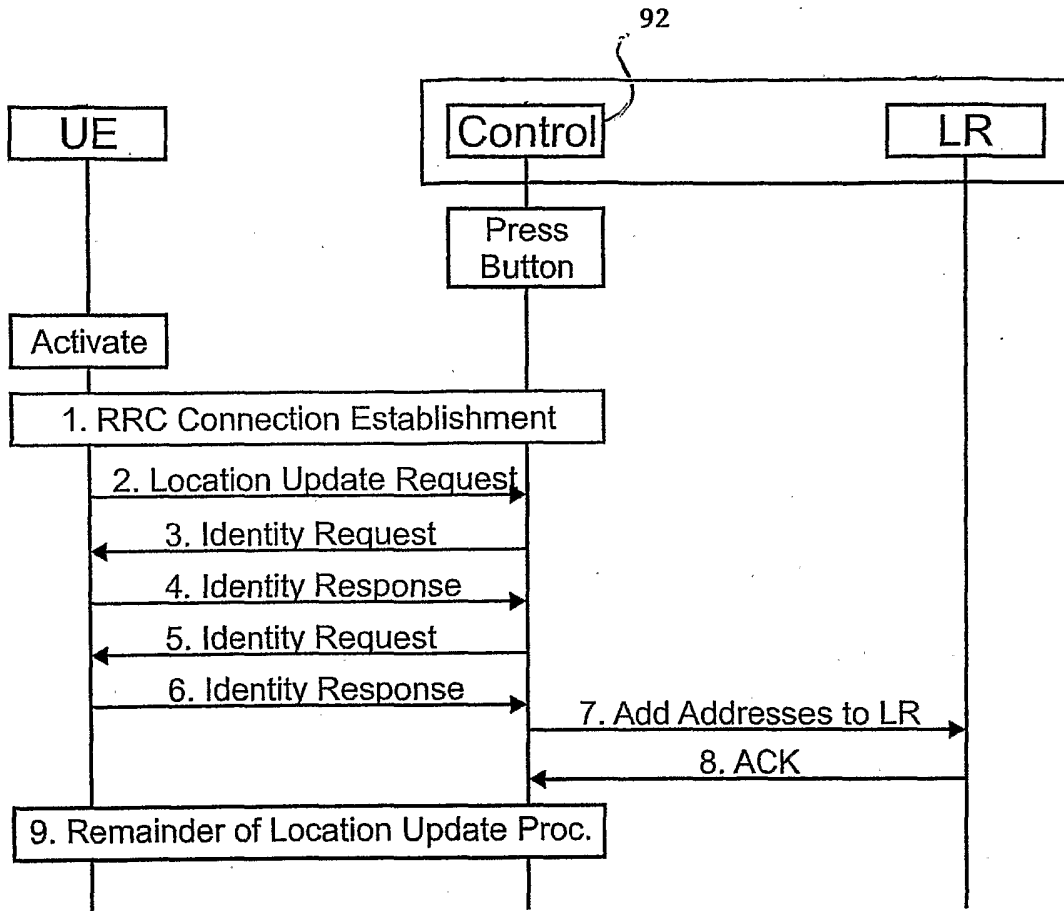 92
UE
Control
LR
Press
Button
Activate
1. RRC Connection Establishment
2. Location Update Request
3. Identity Request
4. Identity Response
5. Identity Request
6. Identity Response
7. Add Addresses to LR
8. ACK
9. Remainder of Location Update Proc.